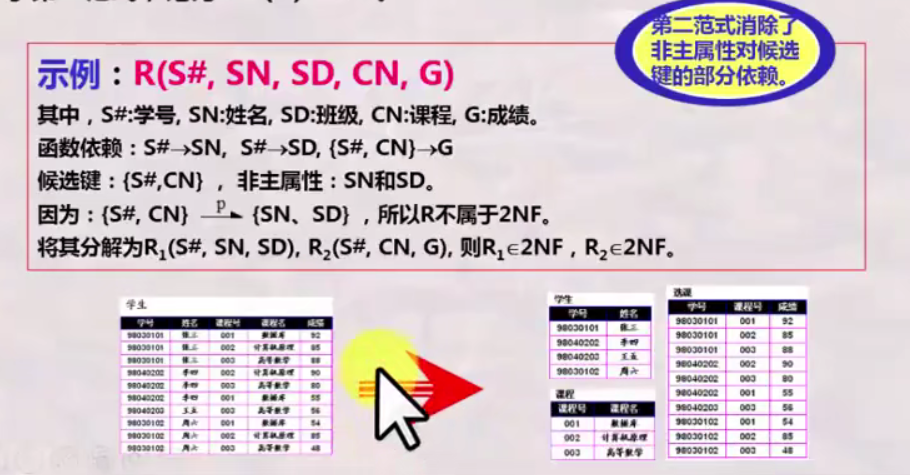 第二范式消除了
非主属性对候选
键的部分依赖。
示例：R(S#, SN, SD, CN, G)
其中，S#:学号, SN:姓名, SD:班级, CN:课程, G:成绩。
函数依赖：S#→SN, S#→SD, {S#, CN}→G
候选键：{S#,CN} ，非主属性：SN和SD。
因为：{S#, CN} p→ {SN、SD} ，所以R不属于2NF。
将其分解为R₁(S#, SN, SD), R₂(S#, CN, G), 则R₁∈2NF，R₂∈2NF。
学生
学号 姓名 课程号 课程名 成绩
98030101 张三 001 数据库 92
98030101 张三 002 计算机原理 85
98030101 张三 003 高等数学 88
98040202 李四 002 计算机原理 90
98040202 李四 003 高等数学 80
98040202 李四 001 数据库 55
98040203 王五 003 高等数学 56
98030102 周六 001 数据库 54
98030102 周六 002 计算机原理 85
98030102 周六 003 高等数学 48
学生
学号 姓名
98030101 张三
98040202 李四
98040203 王五
98030102 周六
课程
课程号 课程名
001 数据库
002 计算机原理
003 高等数学
选课
学号 课程号 成绩
98030101 001 92
98030101 002 85
98030101 003 88
98040202 002 90
98040202 003 80
98040202 001 55
98040203 003 56
98030102 001 54
98030102 002 85
98030102 003 48